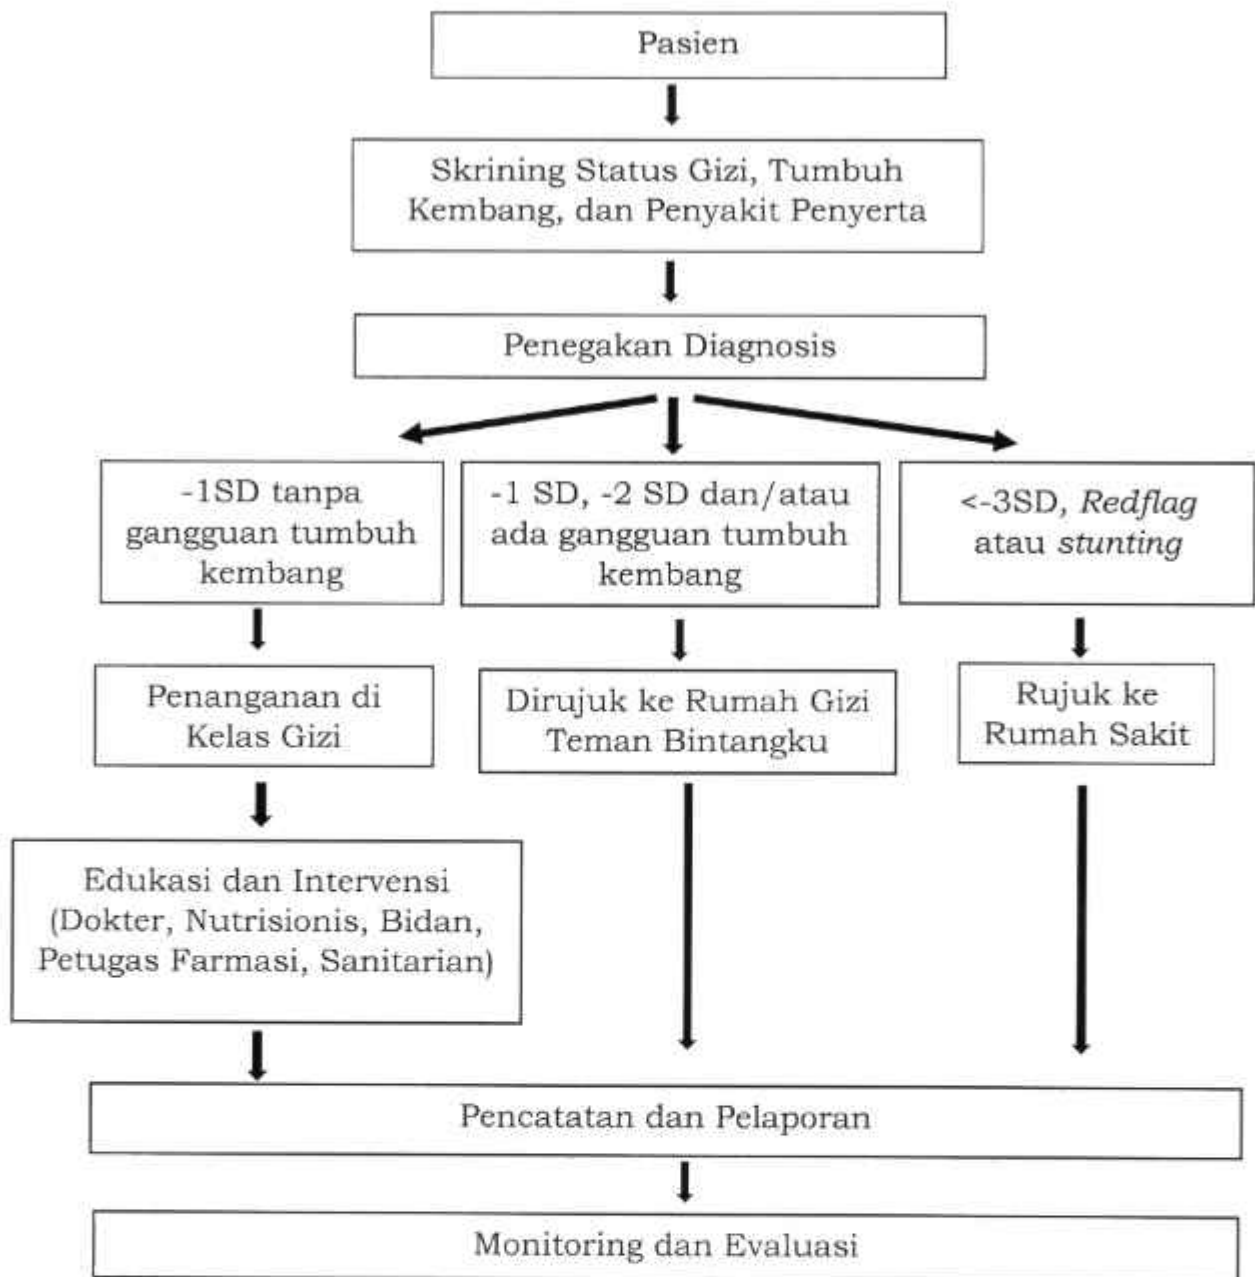 Pasien
Skrining Status Gizi, Tumbuh
Kembang, dan Penyakit Penyerta
Penegakan Diagnosis
-1SD tanpa
gangguan tumbuh
kembang
-1 SD, -2 SD dan/atau
ada gangguan tumbuh
kembang
<-3SD, Redflag
atau stunting
Penanganan di
Kelas Gizi
Dirujuk ke Rumah Gizi
Teman Bintangku
Rujuk ke
Rumah Sakit
Edukasi dan Intervensi
(Dokter, Nutrisionis, Bidan,
Petugas Farmasi, Sanitarian)
Pencatatan dan Pelaporan
Monitoring dan Evaluasi